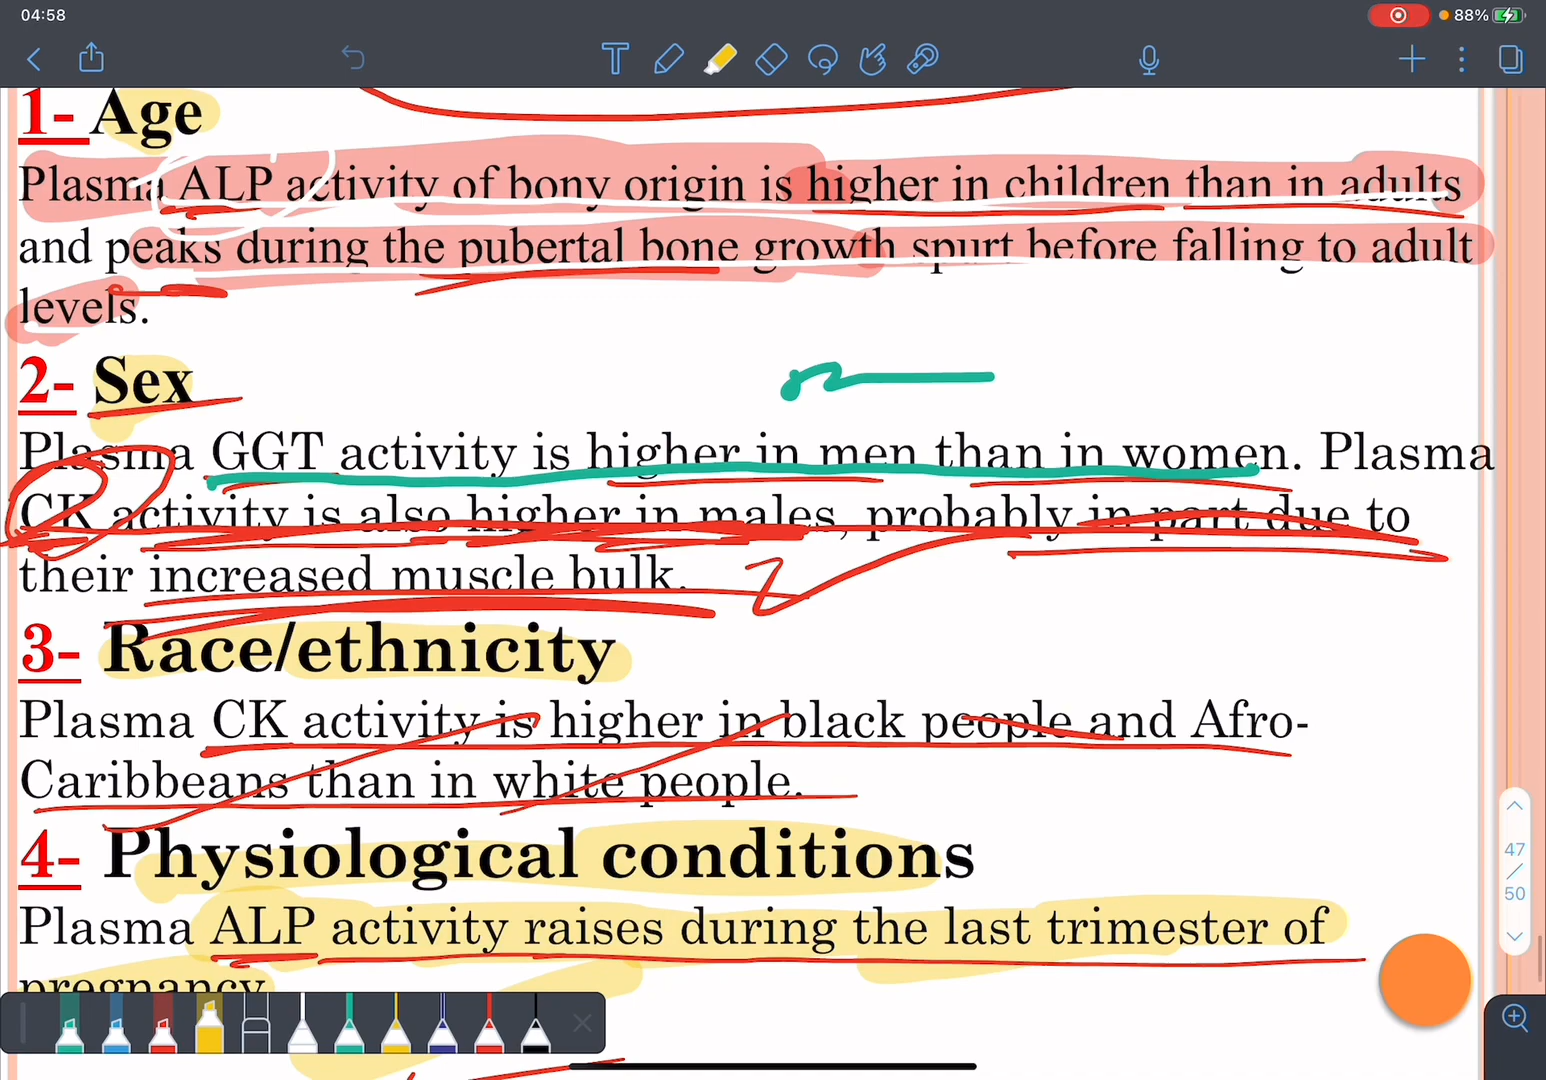 04:58
88%
1- Age
Plasma ALP activity of bony origin is higher in children than in adults
and peaks during the pubertal bone growth spurt before falling to adult
levels.
2- Sex
Plasma GGT activity is higher in men than in women. Plasma
CK activity is also higher in males, probably in part due to
their increased muscle bulk.
3- Race/ethnicity
Plasma CK activity is higher in black people and Afro-
Caribbeans than in white people.
4- Physiological conditions
Plasma ALP activity raises during the last trimester of
pregnancy
47
/
50